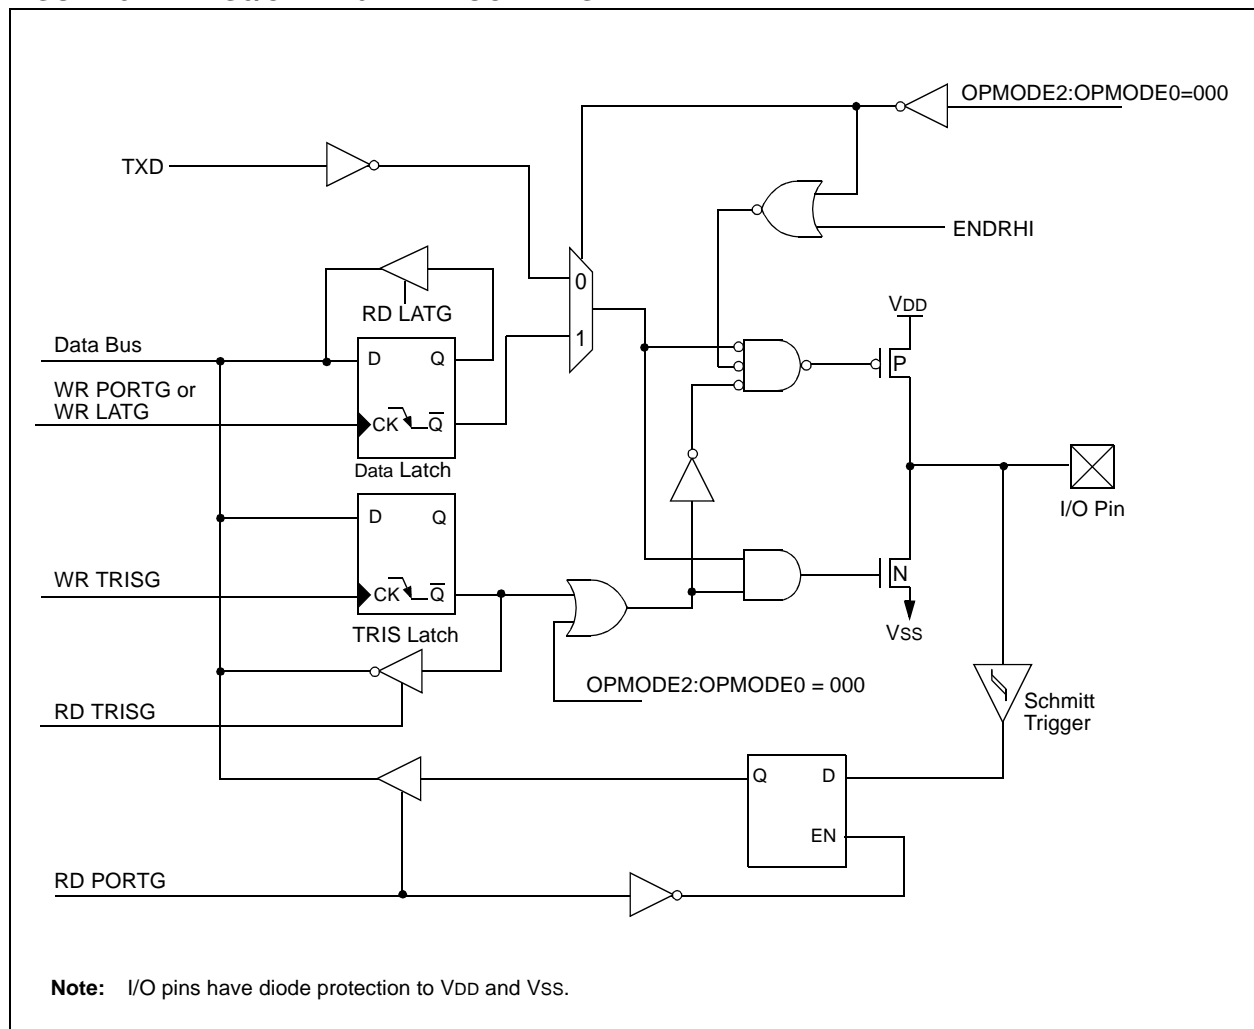 OPMODE2:OPMODE0=000
TXD
ENDRHI
0
RD LATG
1
VDD
Data Bus
D Q
P
WR PORTG or
WR LATG
CK Q̅
Data Latch
I/O Pin
D Q
WR TRISG
CK Q̅
N
TRIS Latch
VSS
OPMODE2:OPMODE0 = 000
RD TRISG
Schmitt
Trigger
Q D
EN
RD PORTG
Note: I/O pins have diode protection to VDD and VSS.